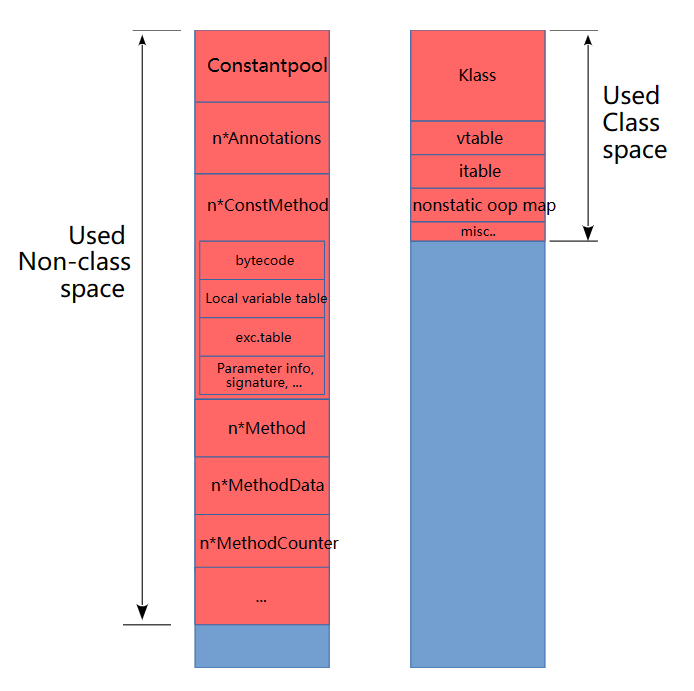 Used
Non-class
space
Constantpool
n*Annotations
n*ConstMethod
bytecode
Local variable table
exc.table
Parameter info,
signature, ...
n*Method
n*MethodData
n*MethodCounter
...
Klass
vtable
itable
nonstatic oop map
misc..
Used
Class
space